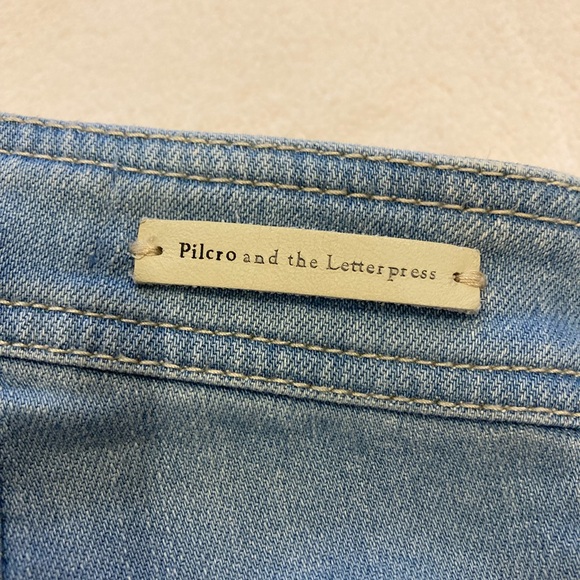 Pilcro and the Letterpress